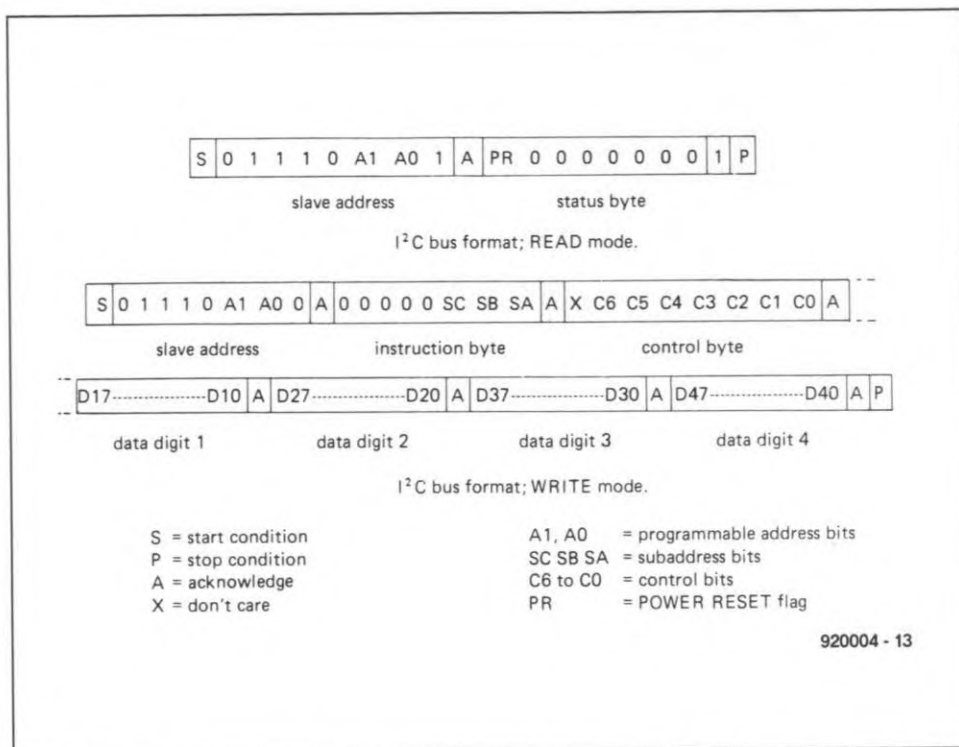 S 0 1 1 1 0 A1 A0 1 A PR 0 0 0 0 0 0 0 1 P
slave address status byte
I²C bus format; READ mode.
S 0 1 1 1 0 A1 A0 0 A 0 0 0 0 0 SC SB SA A X C6 C5 C4 C3 C2 C1 C0 A
slave address instruction byte control byte
D17------------------D10 A D27------------------D20 A D37------------------D30 A D47------------------D40 A P
data digit 1 data digit 2 data digit 3 data digit 4
I²C bus format; WRITE mode.
S = start condition A1, A0 = programmable address bits
P = stop condition SC SB SA = subaddress bits
A = acknowledge C6 to C0 = control bits
X = don't care PR = POWER RESET flag
920004 - 13